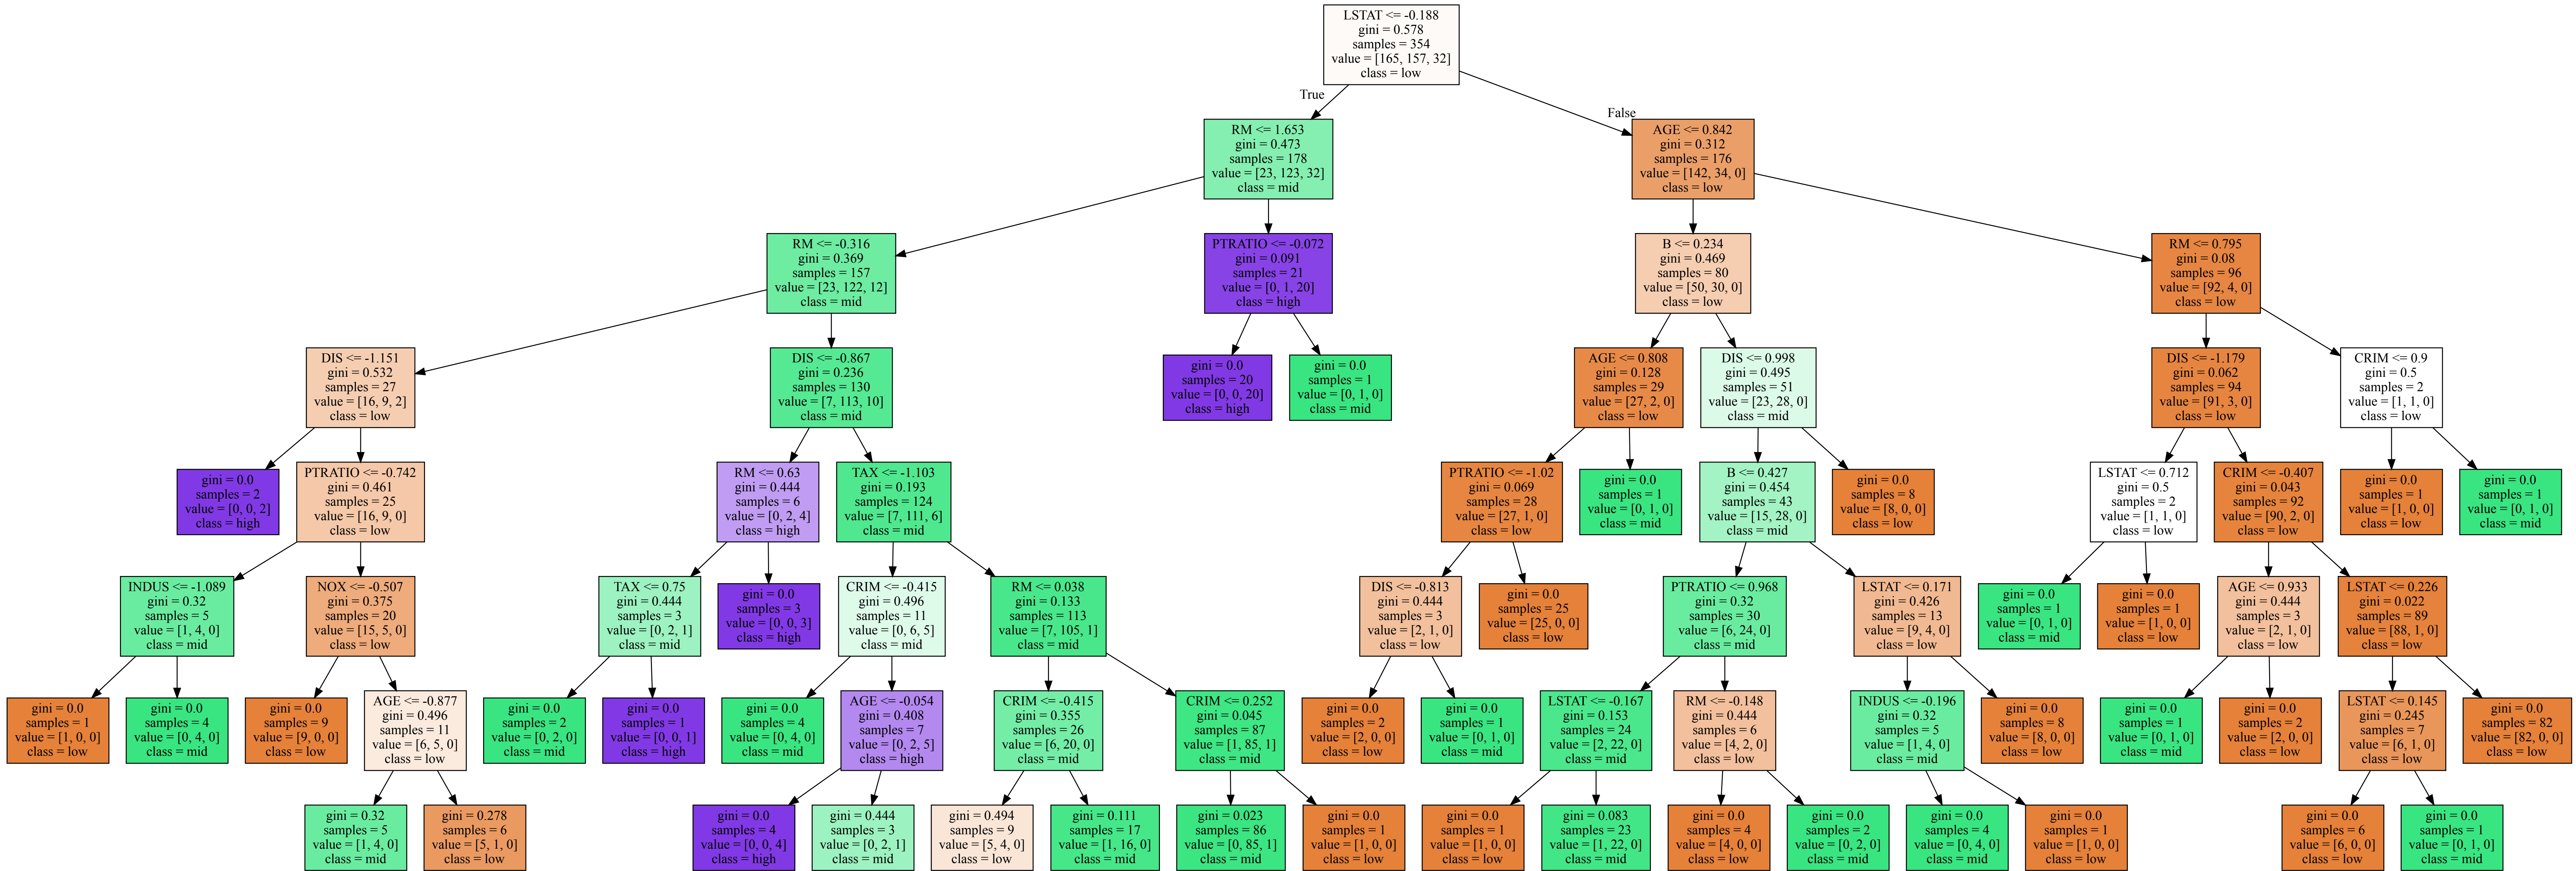 LSTAT <= -0.188
gini = 0.578
samples = 354
value = [165, 157, 32]
class = low
True
False
RM <= 1.653
gini = 0.473
samples = 178
value = [23, 123, 32]
class = mid
AGE <= 0.842
gini = 0.312
samples = 176
value = [142, 34, 0]
class = low
RM <= -0.316
gini = 0.369
samples = 157
value = [23, 122, 12]
class = mid
PTRATIO <= -0.072
gini = 0.091
samples = 21
value = [0, 1, 20]
class = high
B <= 0.234
gini = 0.469
samples = 80
value = [50, 30, 0]
class = low
RM <= 0.795
gini = 0.08
samples = 96
value = [92, 4, 0]
class = low
DIS <= -1.151
gini = 0.532
samples = 27
value = [16, 9, 2]
class = low
DIS <= -0.867
gini = 0.236
samples = 130
value = [7, 113, 10]
class = mid
gini = 0.0
samples = 20
value = [0, 0, 20]
class = high
gini = 0.0
samples = 1
value = [0, 1, 0]
class = mid
AGE <= 0.808
gini = 0.128
samples = 29
value = [27, 2, 0]
class = low
DIS <= 0.998
gini = 0.495
samples = 51
value = [23, 28, 0]
class = mid
DIS <= -1.179
gini = 0.062
samples = 94
value = [91, 3, 0]
class = low
CRIM <= 0.9
gini = 0.5
samples = 2
value = [1, 1, 0]
class = low
gini = 0.0
samples = 2
value = [0, 0, 2]
class = high
PTRATIO <= -0.742
gini = 0.461
samples = 25
value = [16, 9, 0]
class = low
RM <= 0.63
gini = 0.444
samples = 6
value = [0, 2, 4]
class = high
TAX <= -1.103
gini = 0.193
samples = 124
value = [7, 111, 6]
class = mid
PTRATIO <= -1.02
gini = 0.069
samples = 28
value = [27, 1, 0]
class = low
gini = 0.0
samples = 1
value = [0, 1, 0]
class = mid
B <= 0.427
gini = 0.454
samples = 43
value = [15, 28, 0]
class = mid
gini = 0.0
samples = 8
value = [8, 0, 0]
class = low
LSTAT <= 0.712
gini = 0.5
samples = 2
value = [1, 1, 0]
class = low
CRIM <= -0.407
gini = 0.043
samples = 92
value = [90, 2, 0]
class = low
gini = 0.0
samples = 1
value = [1, 0, 0]
class = low
gini = 0.0
samples = 1
value = [0, 1, 0]
class = mid
INDUS <= -1.089
gini = 0.32
samples = 5
value = [1, 4, 0]
class = mid
NOX <= -0.507
gini = 0.375
samples = 20
value = [15, 5, 0]
class = low
TAX <= 0.75
gini = 0.444
samples = 3
value = [0, 2, 1]
class = mid
gini = 0.0
samples = 3
value = [0, 0, 3]
class = high
CRIM <= -0.415
gini = 0.496
samples = 11
value = [0, 6, 5]
class = mid
RM <= 0.038
gini = 0.133
samples = 113
value = [7, 105, 1]
class = mid
DIS <= -0.813
gini = 0.444
samples = 3
value = [2, 1, 0]
class = low
gini = 0.0
samples = 25
value = [25, 0, 0]
class = low
PTRATIO <= 0.968
gini = 0.32
samples = 30
value = [6, 24, 0]
class = mid
LSTAT <= 0.171
gini = 0.426
samples = 13
value = [9, 4, 0]
class = low
gini = 0.0
samples = 1
value = [0, 1, 0]
class = mid
gini = 0.0
samples = 1
value = [1, 0, 0]
class = low
AGE <= 0.933
gini = 0.444
samples = 3
value = [2, 1, 0]
class = low
LSTAT <= 0.226
gini = 0.022
samples = 89
value = [88, 1, 0]
class = low
gini = 0.0
samples = 1
value = [1, 0, 0]
class = low
gini = 0.0
samples = 4
value = [0, 4, 0]
class = mid
gini = 0.0
samples = 9
value = [9, 0, 0]
class = low
AGE <= -0.877
gini = 0.496
samples = 11
value = [6, 5, 0]
class = low
gini = 0.0
samples = 2
value = [0, 2, 0]
class = mid
gini = 0.0
samples = 1
value = [0, 0, 1]
class = high
gini = 0.0
samples = 4
value = [0, 4, 0]
class = mid
AGE <= -0.054
gini = 0.408
samples = 7
value = [0, 2, 5]
class = high
CRIM <= -0.415
gini = 0.355
samples = 26
value = [6, 20, 0]
class = mid
CRIM <= 0.252
gini = 0.045
samples = 87
value = [1, 85, 1]
class = mid
gini = 0.0
samples = 2
value = [2, 0, 0]
class = low
gini = 0.0
samples = 1
value = [0, 1, 0]
class = mid
LSTAT <= -0.167
gini = 0.153
samples = 24
value = [2, 22, 0]
class = mid
RM <= -0.148
gini = 0.444
samples = 6
value = [4, 2, 0]
class = low
INDUS <= -0.196
gini = 0.32
samples = 5
value = [1, 4, 0]
class = mid
gini = 0.0
samples = 8
value = [8, 0, 0]
class = low
gini = 0.0
samples = 1
value = [0, 1, 0]
class = mid
gini = 0.0
samples = 2
value = [2, 0, 0]
class = low
LSTAT <= 0.145
gini = 0.245
samples = 7
value = [6, 1, 0]
class = low
gini = 0.0
samples = 82
value = [82, 0, 0]
class = low
gini = 0.32
samples = 5
value = [1, 4, 0]
class = mid
gini = 0.278
samples = 6
value = [5, 1, 0]
class = low
gini = 0.0
samples = 4
value = [0, 0, 4]
class = high
gini = 0.444
samples = 3
value = [0, 2, 1]
class = mid
gini = 0.494
samples = 9
value = [5, 4, 0]
class = low
gini = 0.111
samples = 17
value = [1, 16, 0]
class = mid
gini = 0.023
samples = 86
value = [0, 85, 1]
class = mid
gini = 0.0
samples = 1
value = [1, 0, 0]
class = low
gini = 0.0
samples = 1
value = [1, 0, 0]
class = low
gini = 0.083
samples = 23
value = [1, 22, 0]
class = mid
gini = 0.0
samples = 4
value = [4, 0, 0]
class = low
gini = 0.0
samples = 2
value = [0, 2, 0]
class = mid
gini = 0.0
samples = 4
value = [0, 4, 0]
class = mid
gini = 0.0
samples = 1
value = [1, 0, 0]
class = low
gini = 0.0
samples = 6
value = [6, 0, 0]
class = low
gini = 0.0
samples = 1
value = [0, 1, 0]
class = mid